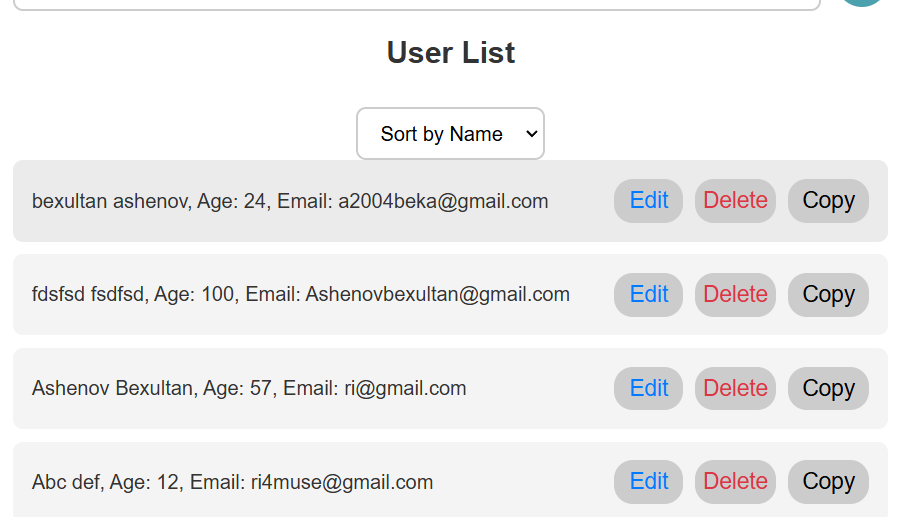 User List
Sort by Name
bexultan ashenov, Age: 24, Email: a2004beka@gmail.com Edit Delete Copy
fdsfsd fsdfsd, Age: 100, Email: Ashenovbexultan@gmail.com Edit Delete Copy
Ashenov Bexultan, Age: 57, Email: ri@gmail.com Edit Delete Copy
Abc def, Age: 12, Email: ri4muse@gmail.com Edit Delete Copy